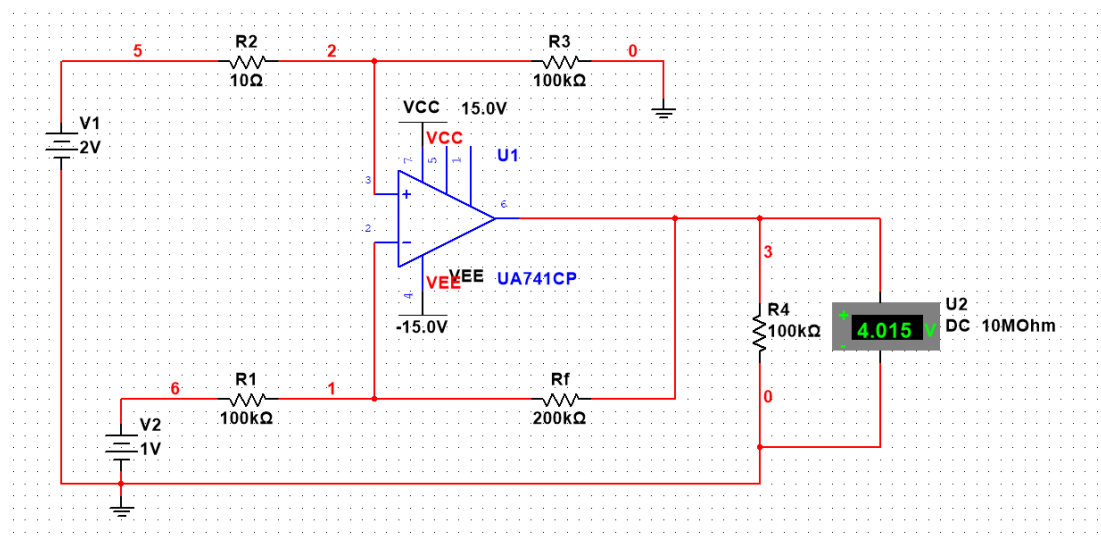 R2
R3
5
2
0
10Ω
100kΩ
VCC 15.0V
V1
2V
VCC
7
5
1
U1
3
+
6
2
−
3
VEE
VEE
UA741CP
4
-15.0V
R4
100kΩ
+
4.015 V
-
U2
DC 10MOhm
R1
Rf
6
1
0
100kΩ
200kΩ
V2
1V